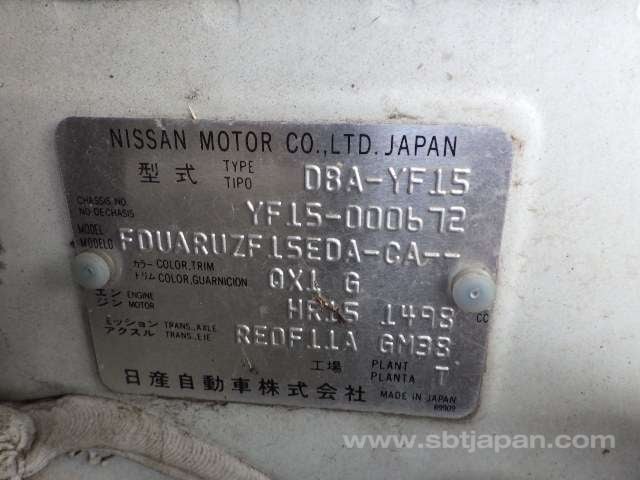 NISSAN MOTOR CO.,LTD. JAPAN
型式 TYPE TIPO DBA-YF15
CHASSIS NO. NO DECHASIS YF15-000672
MODEL MODELO FDUARUZF15EDA-CA--
カラー COLOR,TRIM トリム COLOR,GUARNICION QX1 G
エンジン ENGINE MOTOR HR15 1498 CC
ミッション TRANS.,AXLE アクスル TRANS.,EJE RE0F11A GM38
工場 PLANT PLANTA T
日産自動車株式会社 MADE IN JAPAN
www.sbtjapan.com